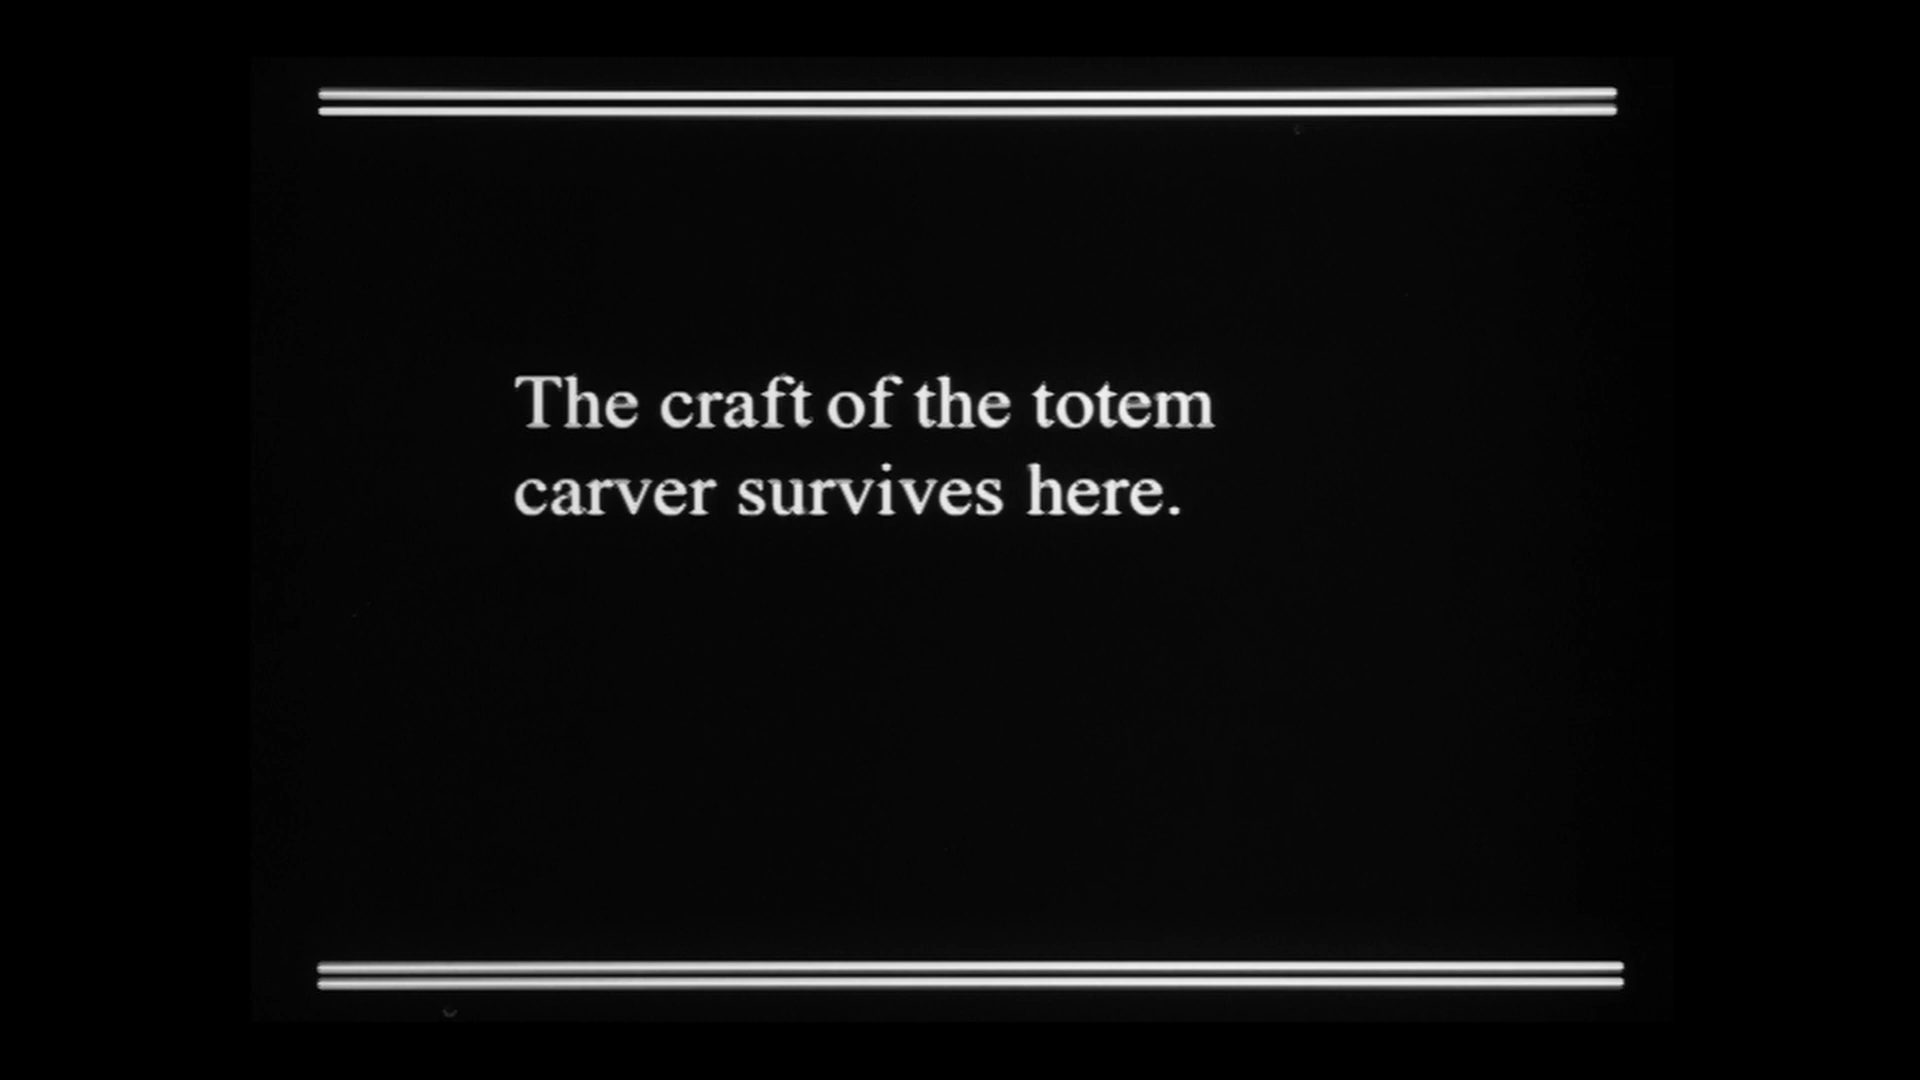 The craft of the totem
carver survives here.